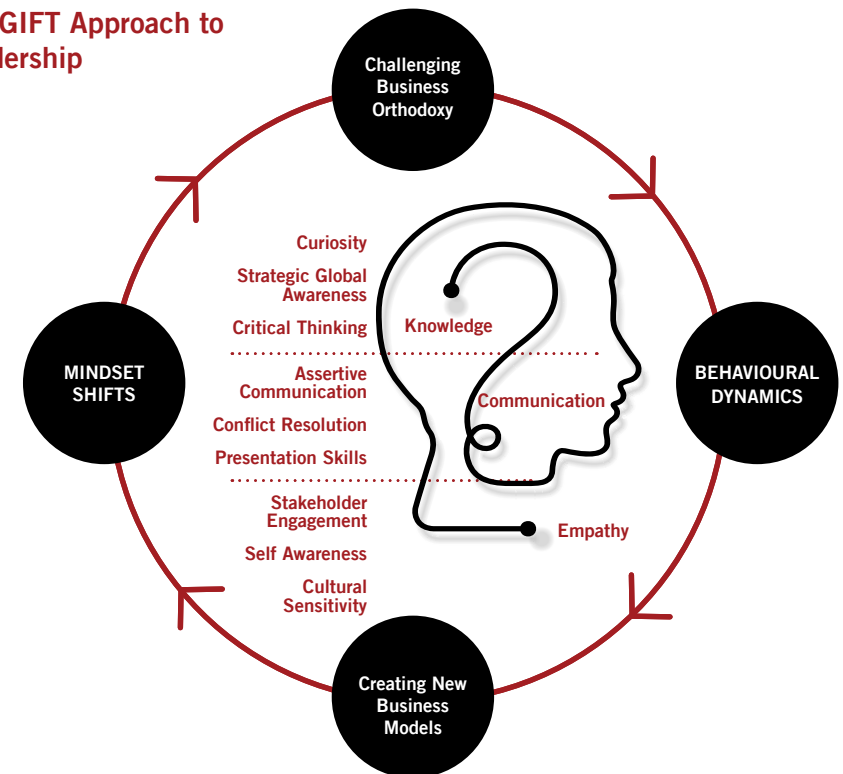 GIFT Approach to
Challenging
Business
Orthodoxy
Curiosity
Strategic Global
Awareness
Critical Thinking
Knowledge
Assertive
Communication
Conflict Resolution
Presentation Skills
Communication
Stakeholder
Engagement
Self Awareness
Cultural
Sensitivity
Empathy
MINDSET
SHIFTS
BEHAVIOURAL
DYNAMICS
Creating New
Business
Models